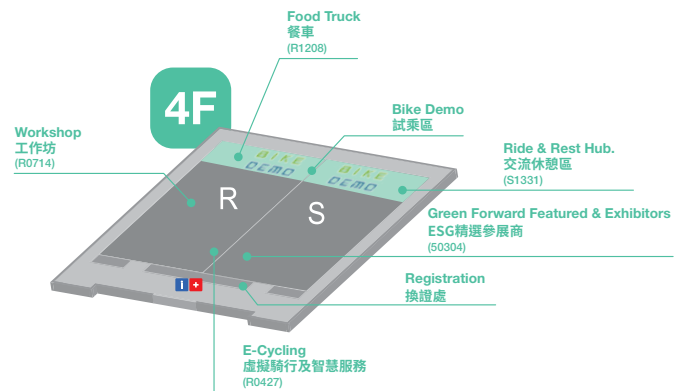 Food Truck
餐車
(R1208)
4F
Bike Demo
試乘區
Workshop
工作坊
(R0714)
Ride & Rest Hub.
交流休憩區
(S1331)
BIKE
DEMO
BIKE
DEMO
R
S
Green Forward Featured & Exhibitors
ESG精選參展商
(50304)
Registration
換證處
i
E-Cycling
虛擬騎行及智慧服務
(R0427)